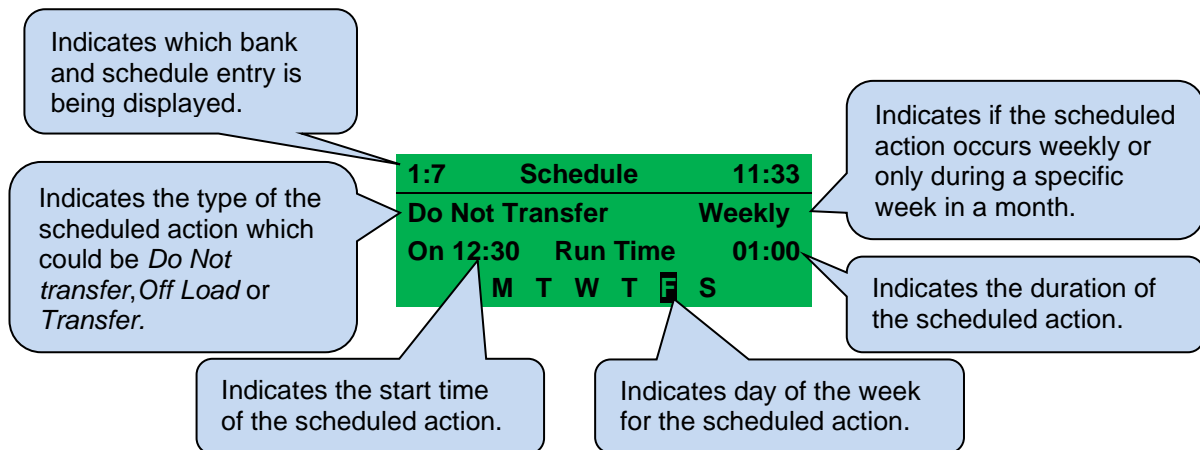 Indicates which bank
and schedule entry is
being displayed.
Indicates if the scheduled
action occurs weekly or
only during a specific
week in a month.
Indicates the type of the
scheduled action which
could be Do Not
transfer,Off Load or
Transfer.
1:7 Schedule 11:33
Do Not Transfer Weekly
On 12:30 Run Time 01:00
M T W T F S
Indicates the duration of
the scheduled action.
Indicates the start time
of the scheduled action.
Indicates day of the week
for the scheduled action.